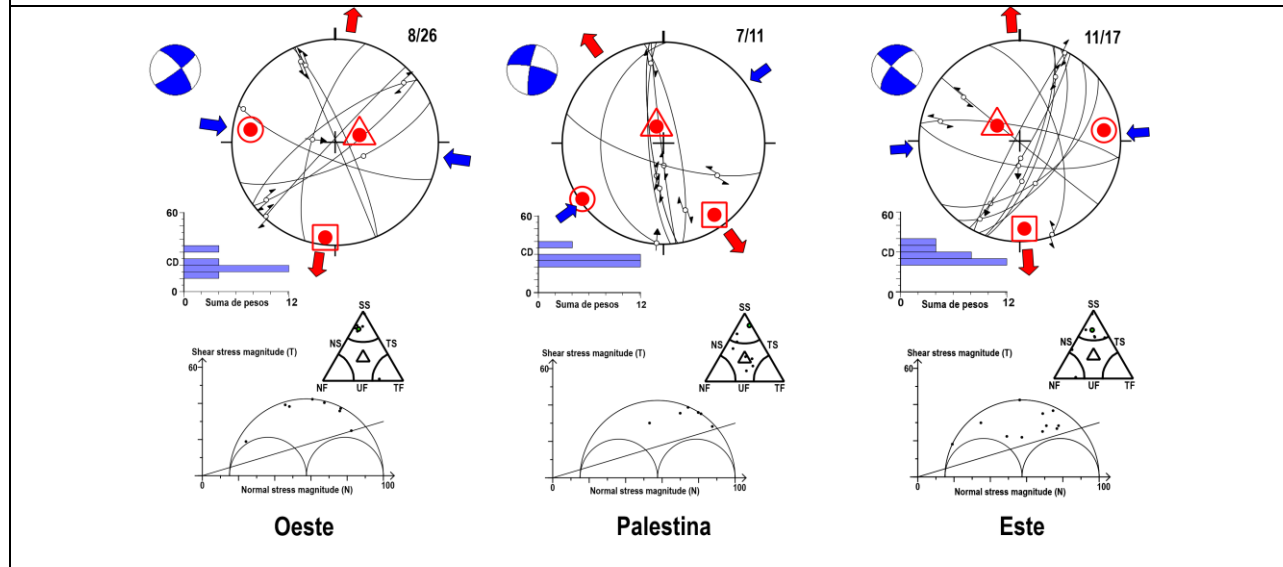 8/26
60
CD
0
0
12
Suma de pesos
SS
NS
TS
NF
UF
TF
Shear stress magnitude (T)
60
0
100
Normal stress magnitude (N)
Oeste
7/11
60
CD
0
0
12
Suma de pesos
SS
NS
TS
NF
UF
TF
Shear stress magnitude (T)
60
0
100
Normal stress magnitude (N)
Palestina
11/17
60
CD
0
0
12
Suma de pesos
SS
NS
TS
NF
UF
TF
Shear stress magnitude (T)
60
0
100
Normal stress magnitude (N)
Este